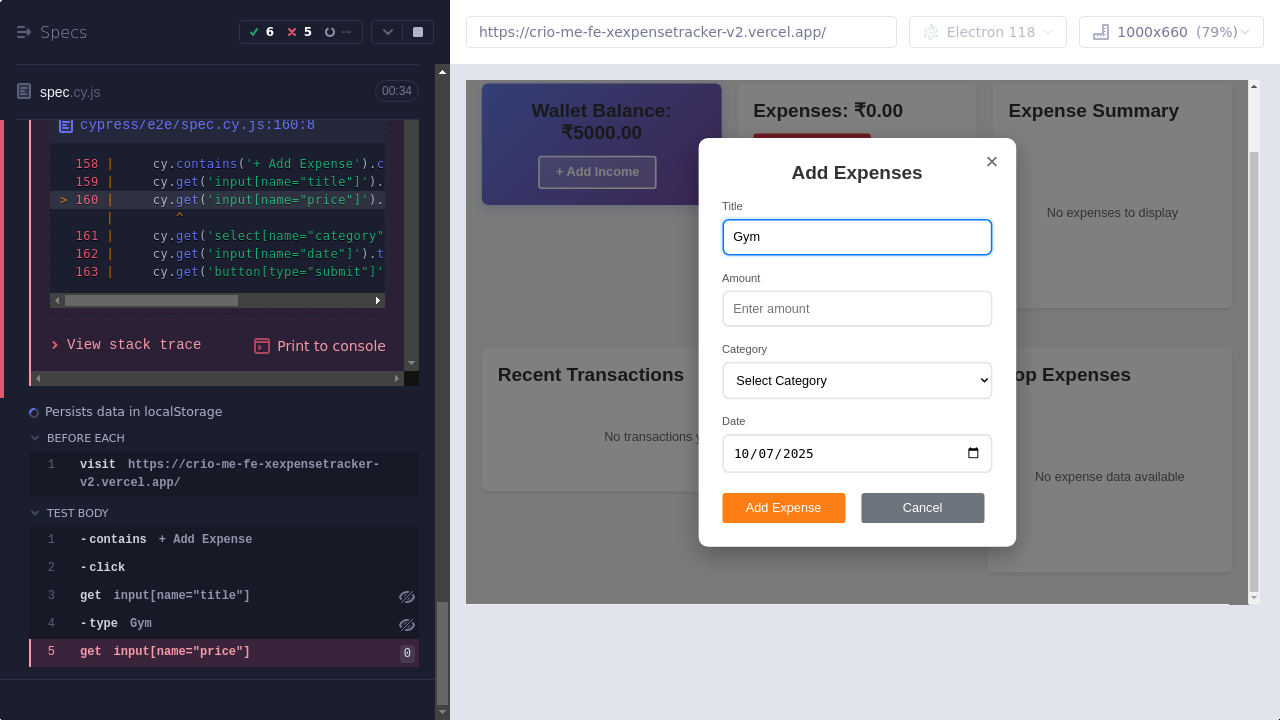 Specs
6
5
--
spec.cy.js
00:34
cypress/e2e/spec.cy.js:160:8
158 | cy.contains('+ Add Expense').c
159 | cy.get('input[name="title"]').
> 160 | cy.get('input[name="price"]').
| ^
161 | cy.get('select[name="category"
162 | cy.get('input[name="date"]').t
163 | cy.get('button[type="submit"]'
View stack trace
Print to console
Persists data in localStorage
BEFORE EACH
1 visit https://crio-me-fe-xexpensetracker-
v2.vercel.app/
TEST BODY
1 -contains + Add Expense
2 -click
3 get input[name="title"]
4 -type Gym
5 get input[name="price"] 0
https://crio-me-fe-xexpensetracker-v2.vercel.app/
Electron 118
1000x660 (79%)
Wallet Balance:
₹5000.00
+ Add Income
Expenses: ₹0.00
Expense Summary
No expenses to display
Recent Transactions
No transactions y
op Expenses
No expense data available
Add Expenses
×
Title
Gym
Amount
Enter amount
Category
Select Category
Date
10/07/2025
Add Expense
Cancel